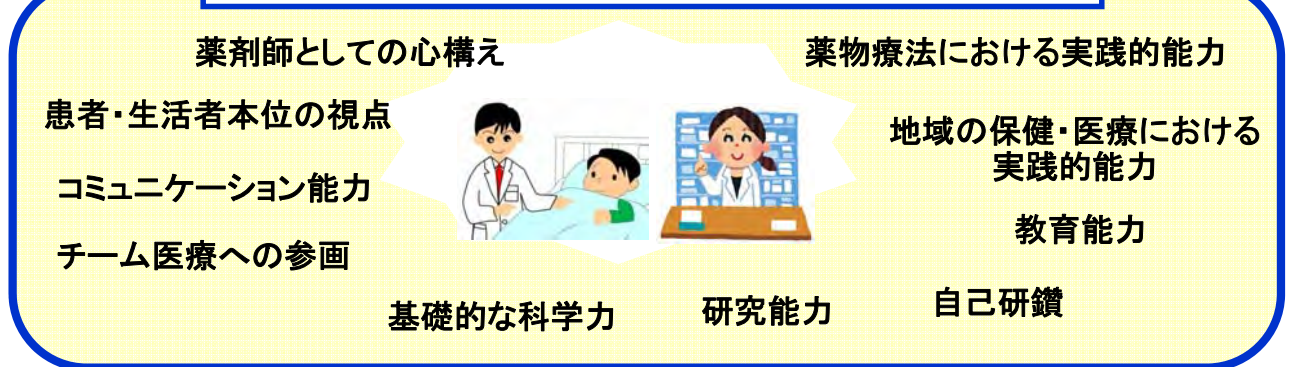 薬剤師としての心構え
患者・生活者本位の視点
コミュニケーション能力
チーム医療への参画
基礎的な科学力
薬物療法における実践的能力
地域の保健・医療における
実践的能力
教育能力
自己研鑽
研究能力